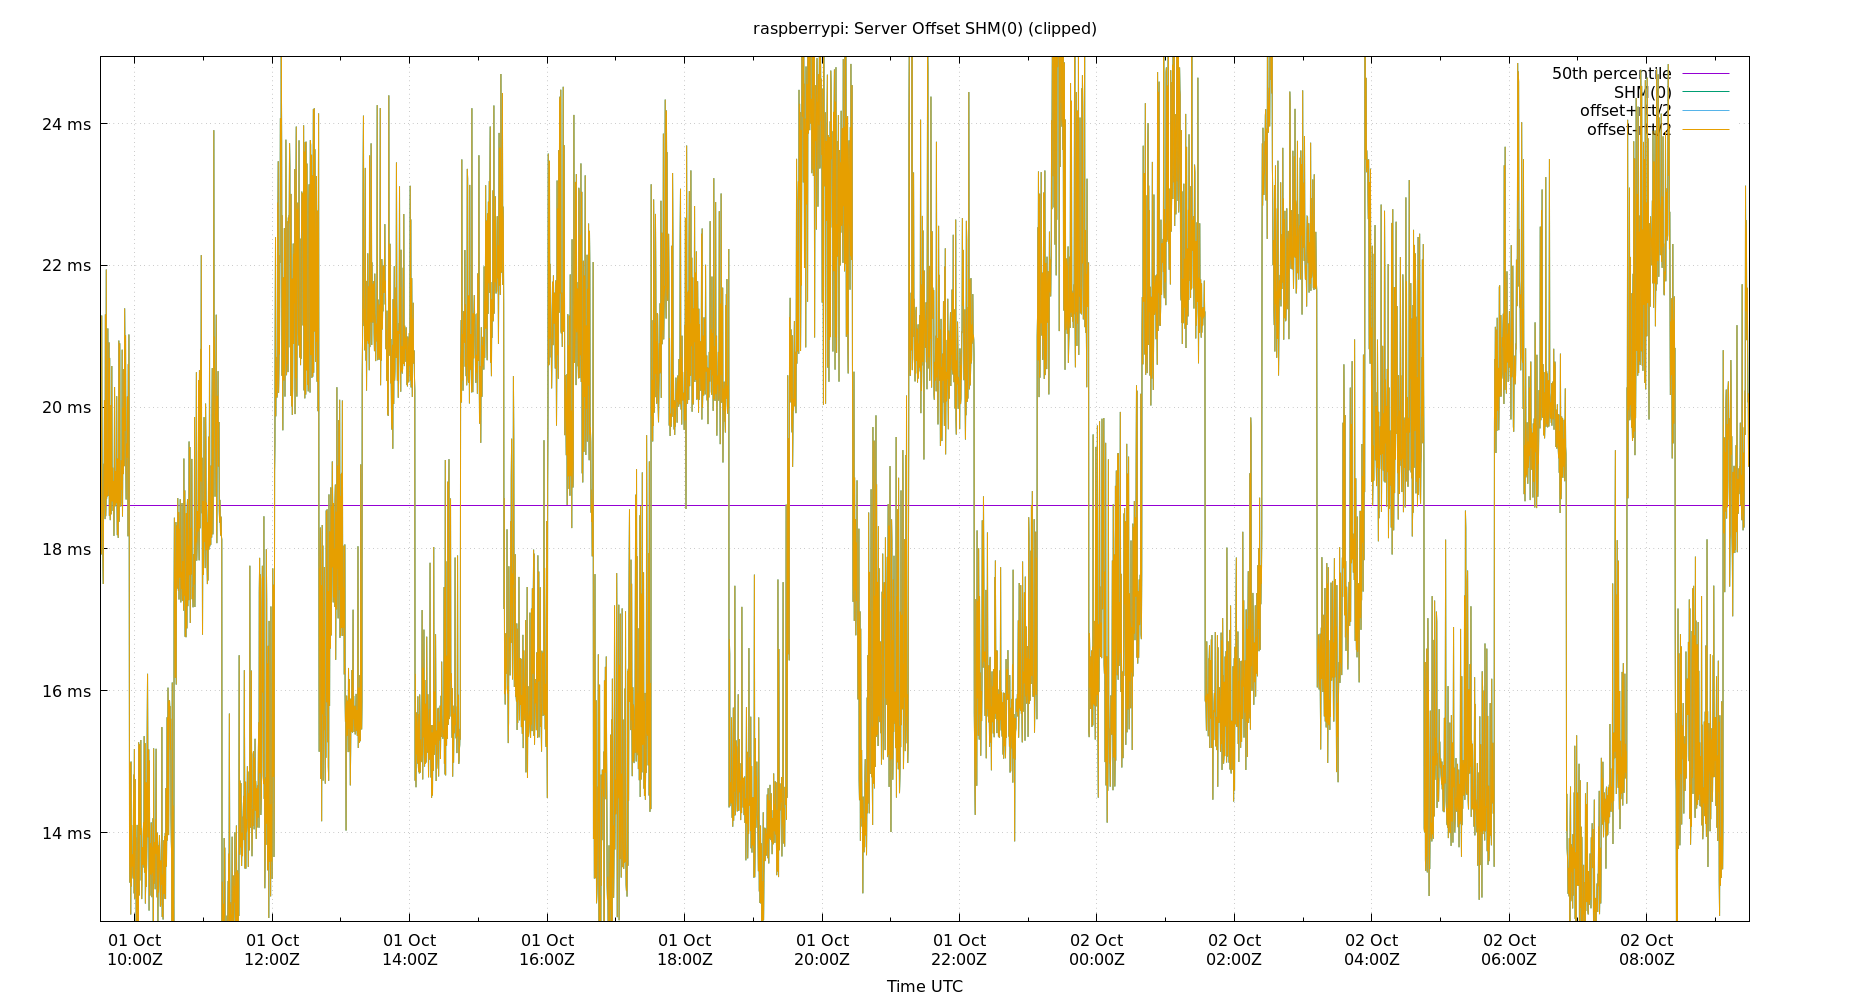 raspberrypi: Server Offset SHM(0) (clipped)
50th percentile
SHM(0)
offset+rtt/2
offset-rtt/2
24 ms
22 ms
20 ms
18 ms
16 ms
14 ms
01 Oct 01 Oct 01 Oct 01 Oct 01 Oct 01 Oct 01 Oct 02 Oct 02 Oct 02 Oct 02 Oct 02 Oct
10:00Z 12:00Z 14:00Z 16:00Z 18:00Z 20:00Z 22:00Z 00:00Z 02:00Z 04:00Z 06:00Z 08:00Z
Time UTC